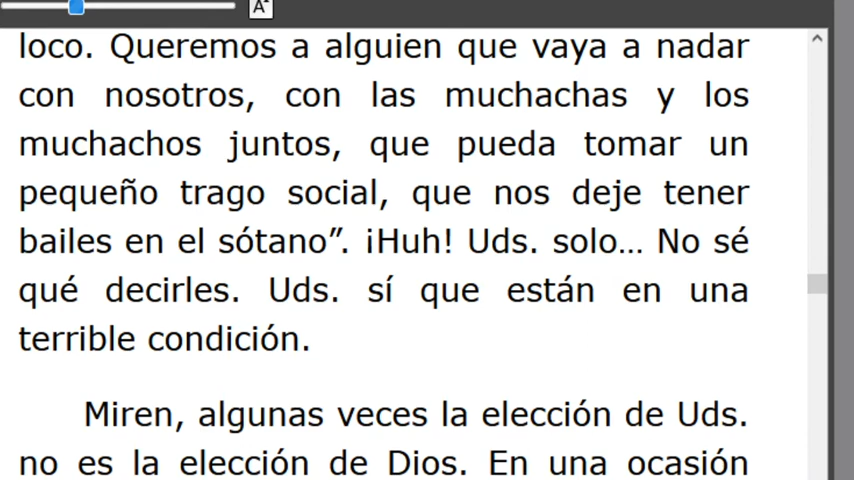 A
loco. Queremos a alguien que vaya a nadar
con nosotros, con las muchachas y los
muchachos juntos, que pueda tomar un
pequeño trago social, que nos deje tener
bailes en el sótano”. ¡Huh! Uds. solo… No sé
qué decirles. Uds. sí que están en una
terrible condición.
Miren, algunas veces la elección de Uds.
no es la elección de Dios. En una ocasión